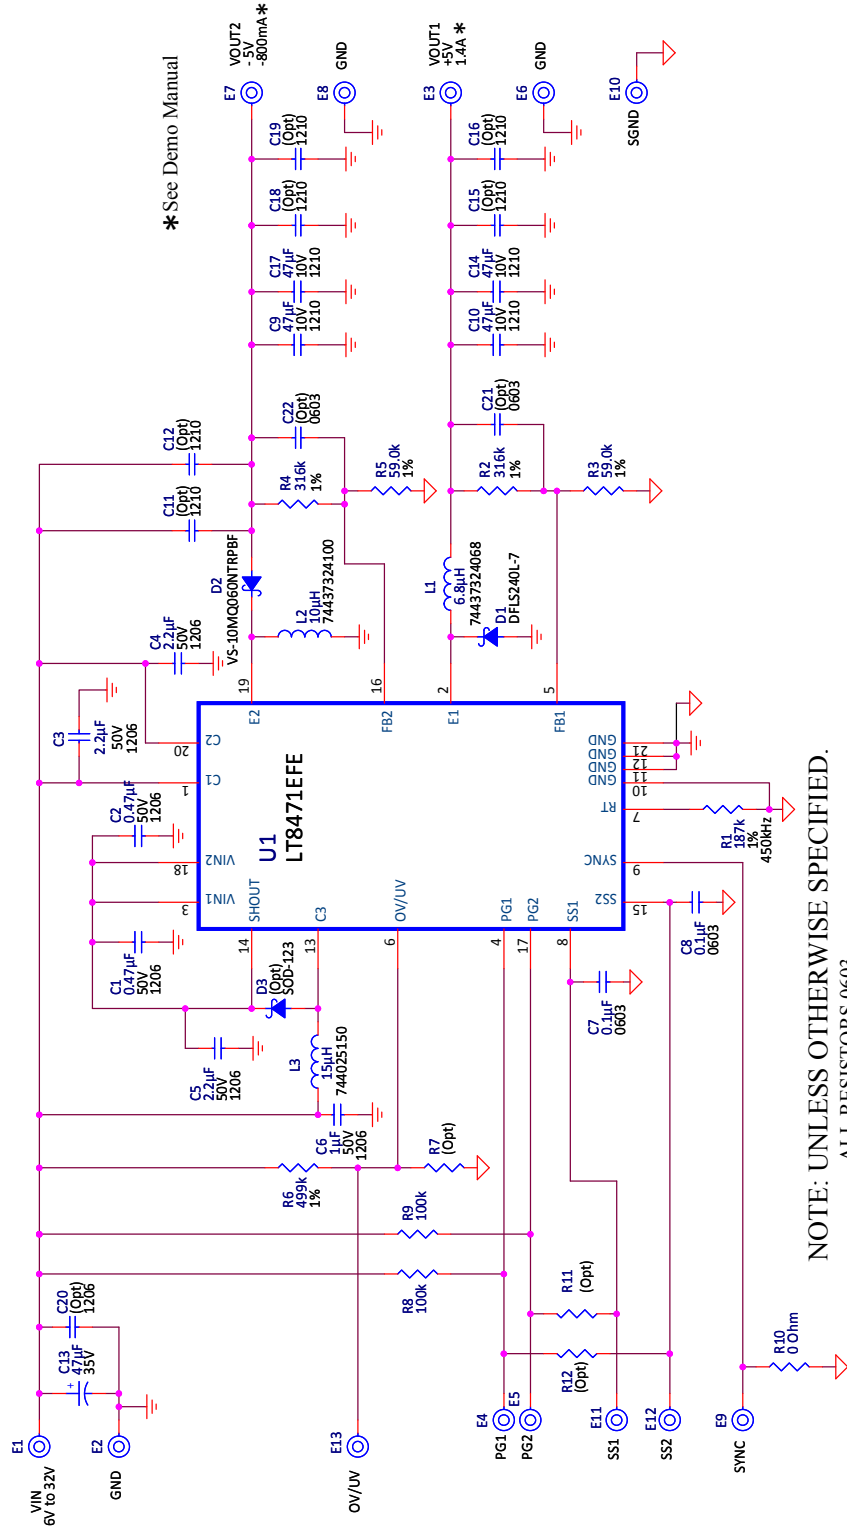 E1
VIN
6V to 32V
E2
GND
C13
47µF
35V
+
C20
(Opt)
1206
E13
OV/UV
E4
PG1
E5
PG2
E11
SS1
E12
SS2
E9
SYNC
R8
100k
R9
100k
R6
499k
1%
R7
(Opt)
R11
(Opt)
R12
(Opt)
R10
0 Ohm
C5
2.2µF
50V
1206
C6
1µF
50V
1206
L3
15µH
744025150
D3
(Opt)
SOD-123
C1
0.47µF
50V
1206
C2
0.47µF
50V
1206
C7
0.1µF
0603
C8
0.1µF
0603
R1
187k
1%
450kHz
C3
2.2µF
50V
1206
C4
2.2µF
50V
1206
U1
LT8471EFE
3
VIN1
18
VIN2
1
C1
20
C2
14
SHOUT
13
C3
6
OV/UV
4
PG1
17
PG2
8
SS1
15
SS2
9
SYNC
7
RT
10
GND
11
GND
12
GND
21
GND
19
E2
16
FB2
2
E1
5
FB1
D2
VS-10MQ060NTRPBF
L2
10µH
74437324100
L1
6.8µH
74437324068
D1
DFLS240L-7
C11
(Opt)
1210
C12
(Opt)
1210
R4
316k
1%
C22
(Opt)
0603
R5
59.0k
1%
R2
316k
1%
C21
(Opt)
0603
R3
59.0k
1%
C9
47µF
10V
1210
C17
47µF
10V
1210
C18
(Opt)
1210
C19
(Opt)
1210
C10
47µF
10V
1210
C14
47µF
10V
1210
C15
(Opt)
1210
C16
(Opt)
1210
E7
VOUT2
- 5V
-800mA *
E8
GND
E3
VOUT1
+5V
1.4A *
E6
GND
E10
SGND
*See Demo Manual
NOTE: UNLESS OTHERWISE SPECIFIED.
ALL RESISTORS 0603